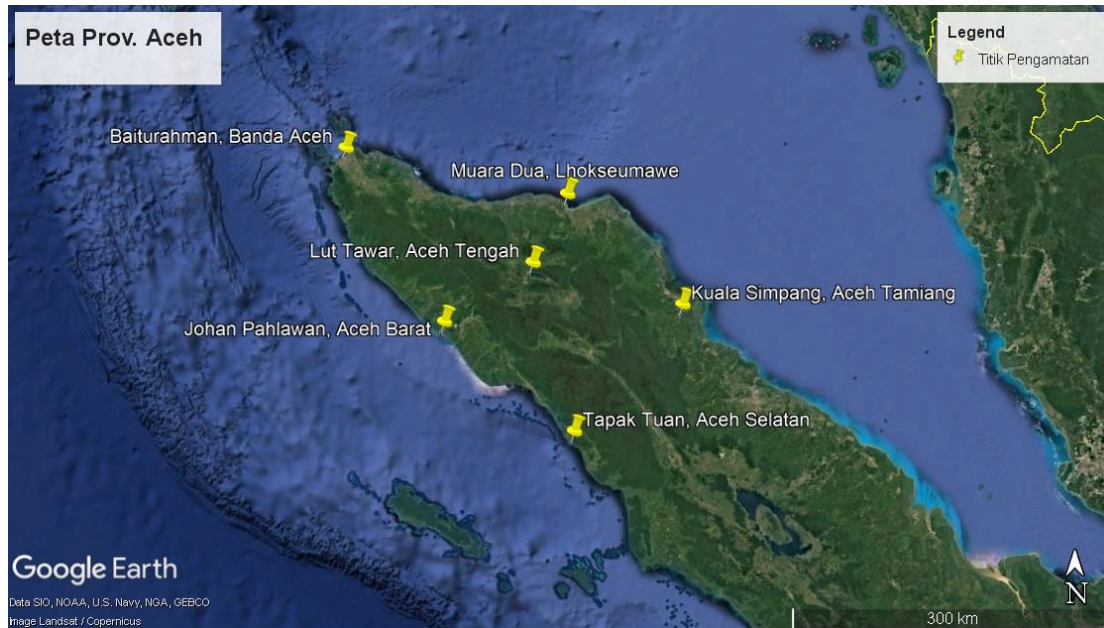 Peta Prov. Aceh
Legend
Titik Pengamatan
Baiturahman, Banda Aceh
Muara Dua, Lhokseumawe
Lut Tawar, Aceh Tengah
Kuala Simpang, Aceh Tamiang
Johan Pahlawan, Aceh Barat
Tapak Tuan, Aceh Selatan
Google Earth
Data SIO, NOAA, U.S. Navy, NGA, GEBCO
Image Landsat / Copernicus
N
300 km